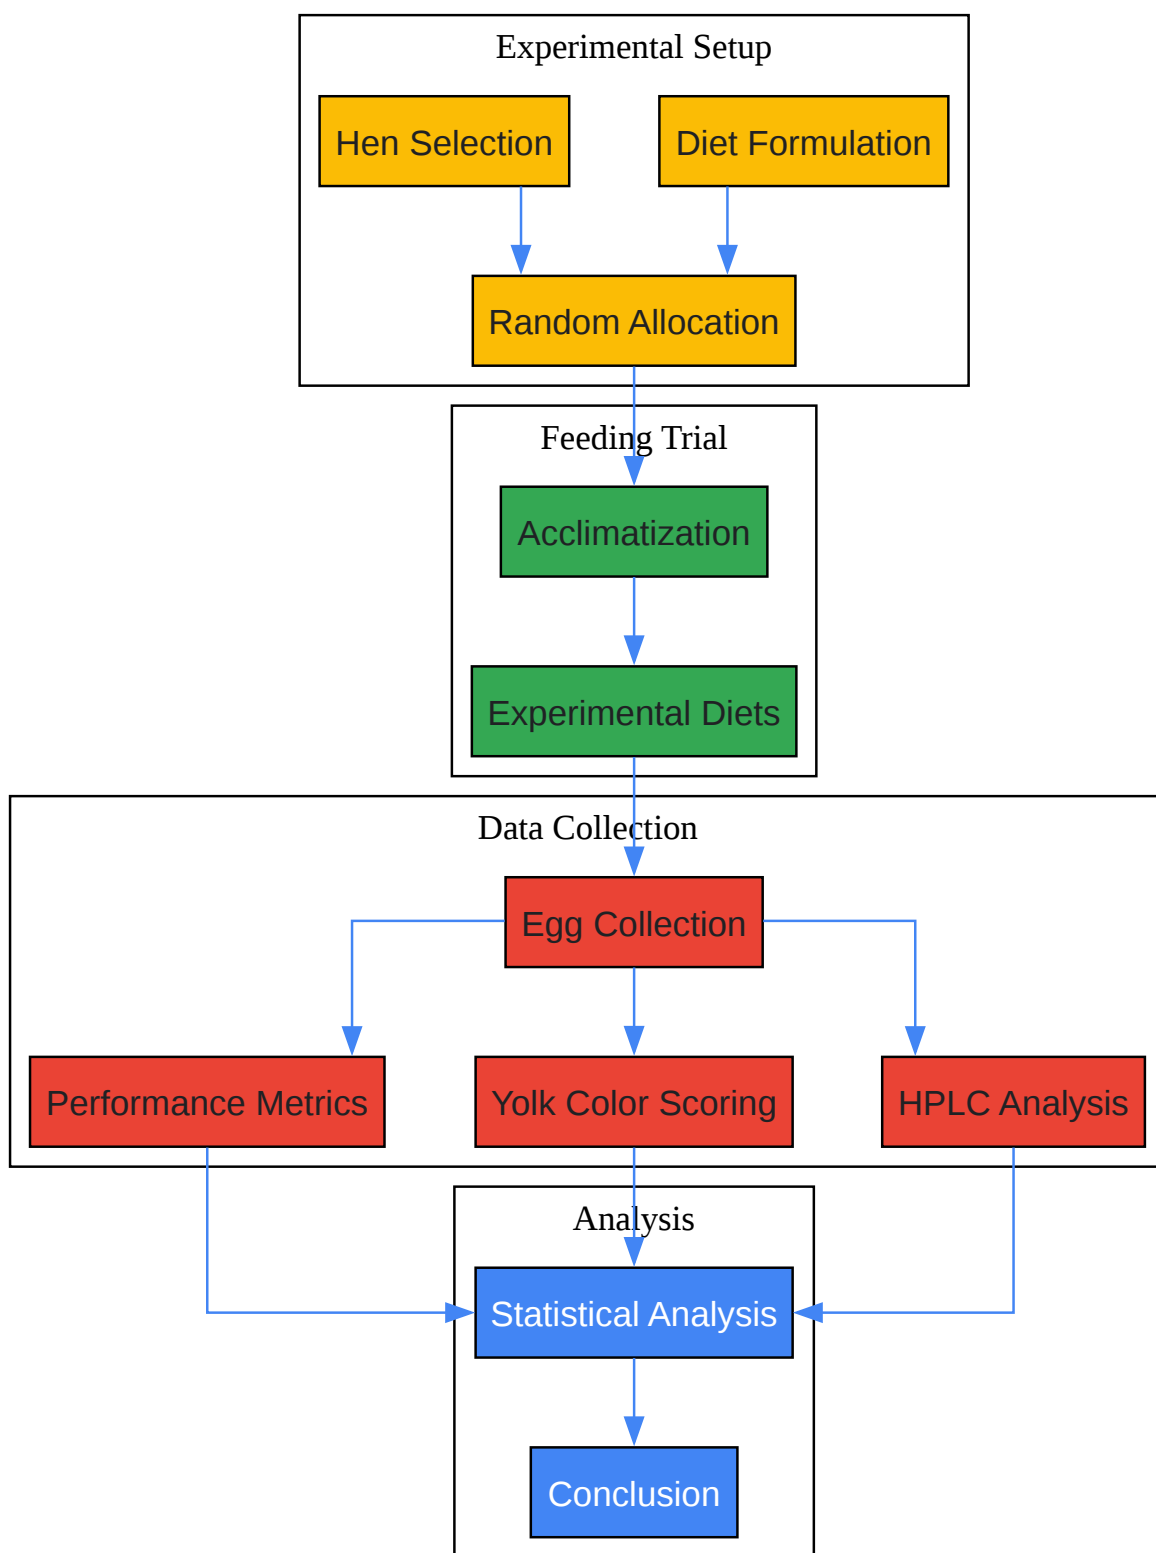 Experimental Setup
Hen Selection
Diet Formulation
Random Allocation
Feeding Trial
Acclimatization
Experimental Diets
Data Collection
Egg Collection
Performance Metrics
Yolk Color Scoring
HPLC Analysis
Analysis
Statistical Analysis
Conclusion